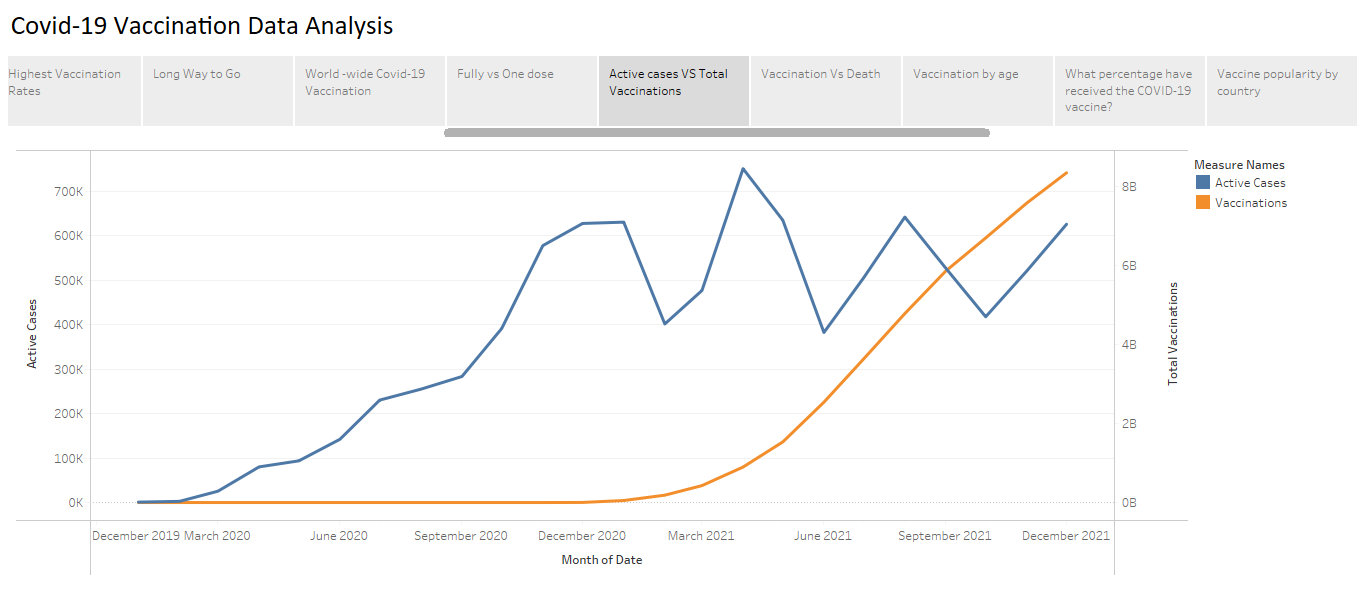 Covid-19 Vaccination Data Analysis
Highest Vaccination
Rates
Long Way to Go
World -wide Covid-19
Vaccination
Fully vs One dose
Active cases VS Total
Vaccinations
Vaccination Vs Death
Vaccination by age
What percentage have
received the COVID-19
vaccine?
Vaccine popularity by
country
Active Cases
700K
600K
500K
400K
300K
200K
100K
0K
8B
6B
4B
2B
0B
Total Vaccinations
Measure Names
Active Cases
Vaccinations
December 2019 March 2020 June 2020 September 2020 December 2020 March 2021 June 2021 September 2021 December 2021
Month of Date